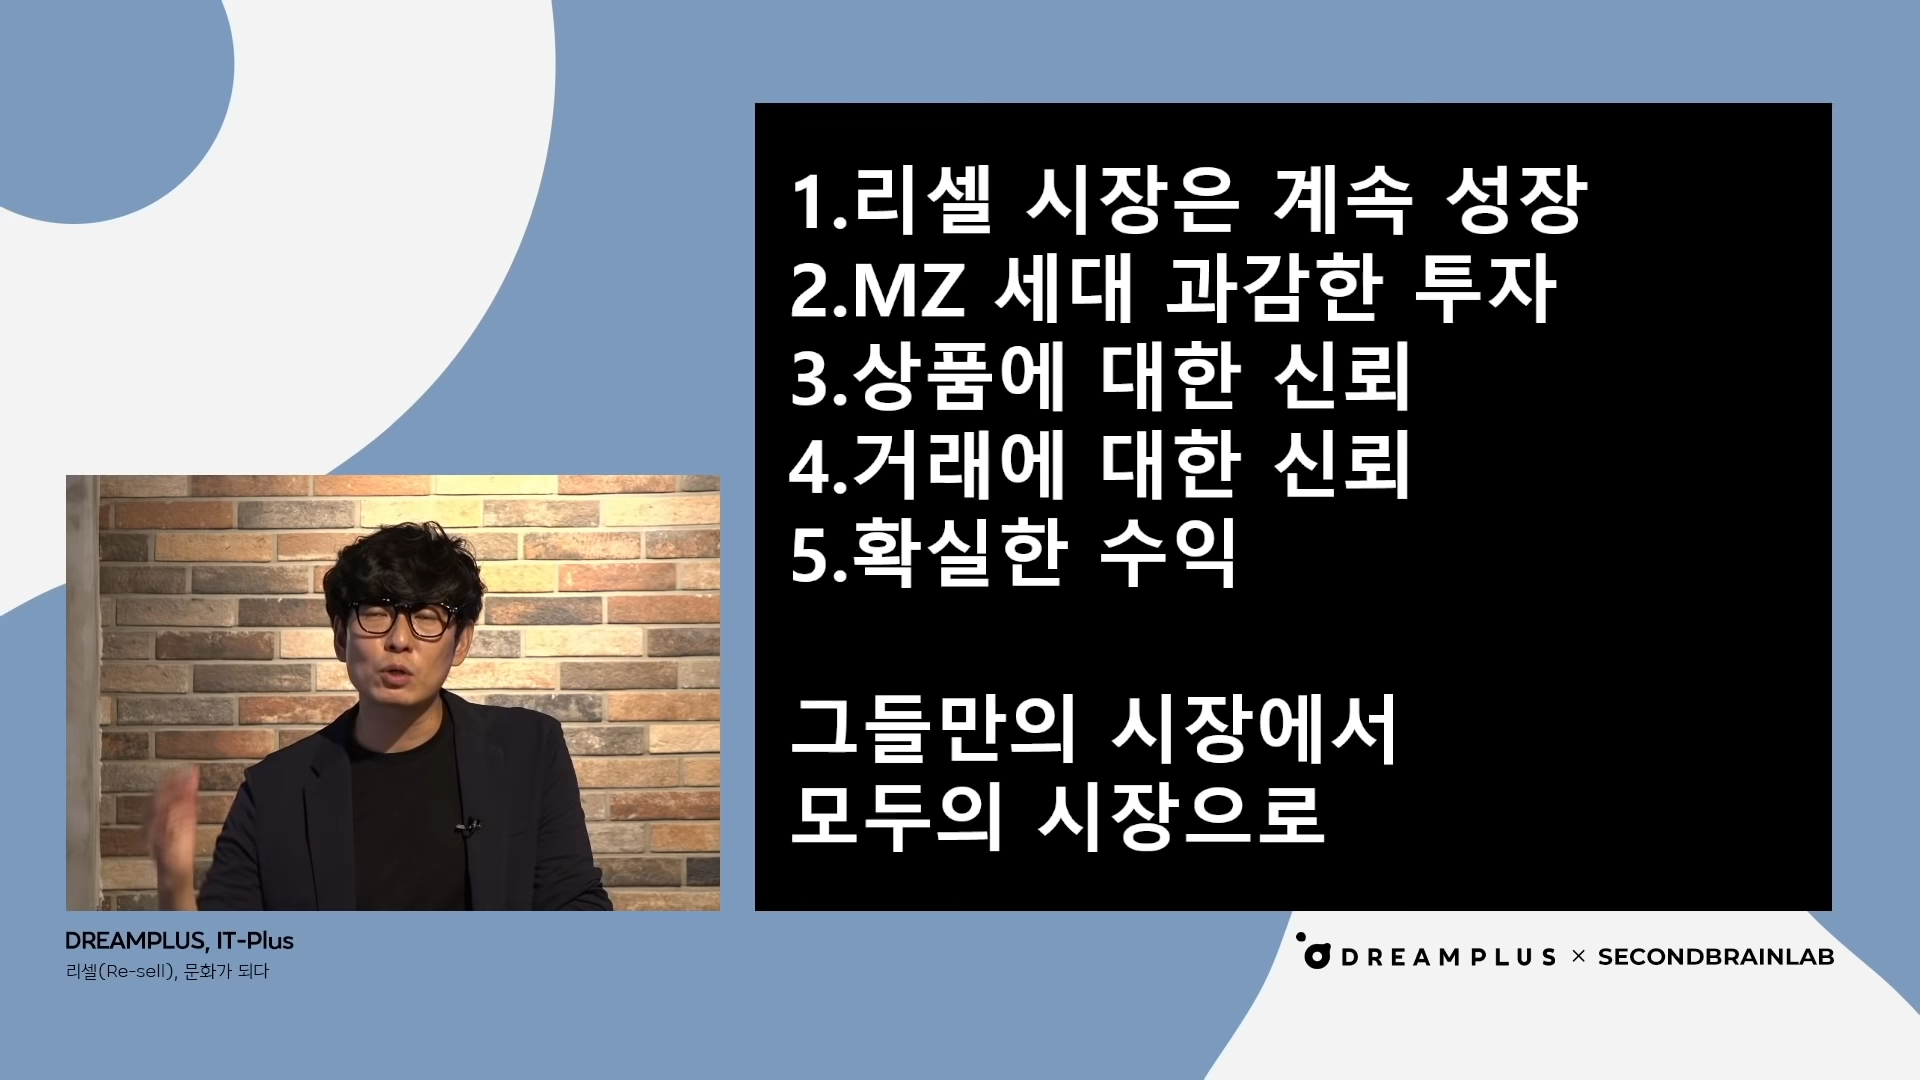 1.리셀 시장은 계속 성장
2.MZ 세대 과감한 투자
3.상품에 대한 신뢰
4.거래에 대한 신뢰
5.확실한 수익
그들만의 시장에서
모두의 시장으로
DREAMPLUS, IT-Plus
리셀(Re-sell), 문화가 되다
DREAMPLUS × SECONDBRAINLAB